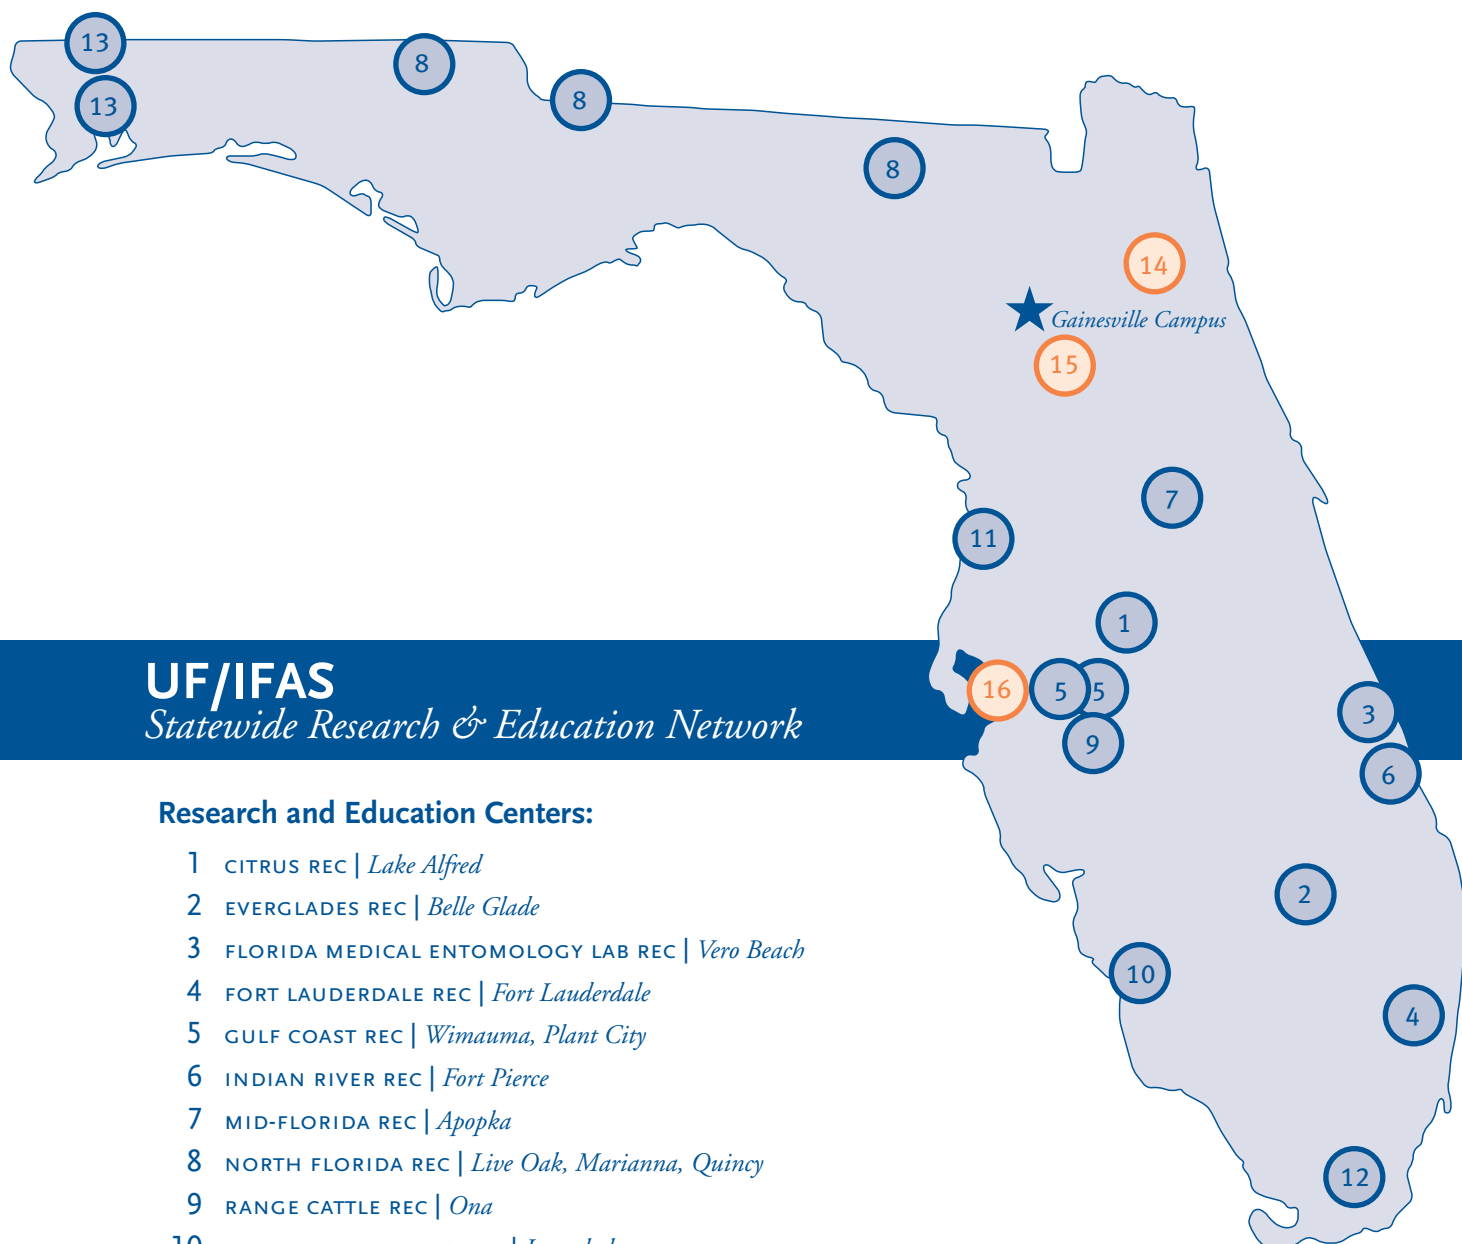 13
8
13
8
8
14
Gainesville Campus
15
7
11
1
UF/IFAS
Statewide Research & Education Network
16
5
5
3
9
6
Research and Education Centers:
1 CITRUS REC | Lake Alfred
2 EVERGLADES REC | Belle Glade
3 FLORIDA MEDICAL ENTOMOLOGY LAB REC | Vero Beach
4 FORT LAUDERDALE REC | Fort Lauderdale
5 GULF COAST REC | Wimauma, Plant City
6 INDIAN RIVER REC | Fort Pierce
7 MID-FLORIDA REC | Apopka
8 NORTH FLORIDA REC | Live Oak, Marianna, Quincy
9 RANGE CATTLE REC | Ona
10
2
10
4
12